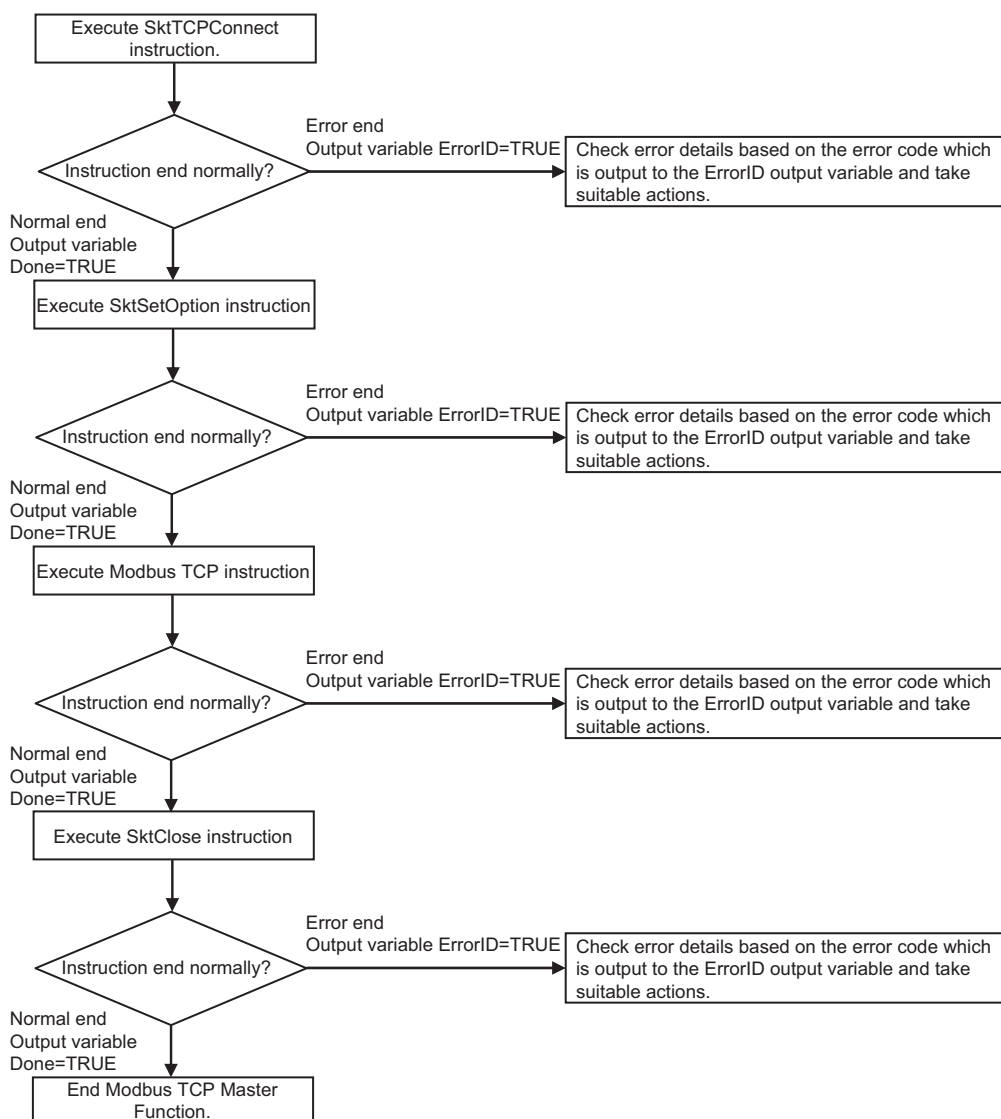 Execute SktTCPConnect
instruction.
Error end
Output variable ErrorID=TRUE
Instruction end normally?
Check error details based on the error code which
is output to the ErrorID output variable and take
suitable actions.
Normal end
Output variable
Done=TRUE
Execute SktSetOption instruction
Error end
Output variable ErrorID=TRUE
Instruction end normally?
Check error details based on the error code which
is output to the ErrorID output variable and take
suitable actions.
Normal end
Output variable
Done=TRUE
Execute Modbus TCP instruction
Error end
Output variable ErrorID=TRUE
Instruction end normally?
Check error details based on the error code which
is output to the ErrorID output variable and take
suitable actions.
Normal end
Output variable
Done=TRUE
Execute SktClose instruction
Error end
Output variable ErrorID=TRUE
Instruction end normally?
Check error details based on the error code which
is output to the ErrorID output variable and take
suitable actions.
Normal end
Output variable
Done=TRUE
End Modbus TCP Master
Function.